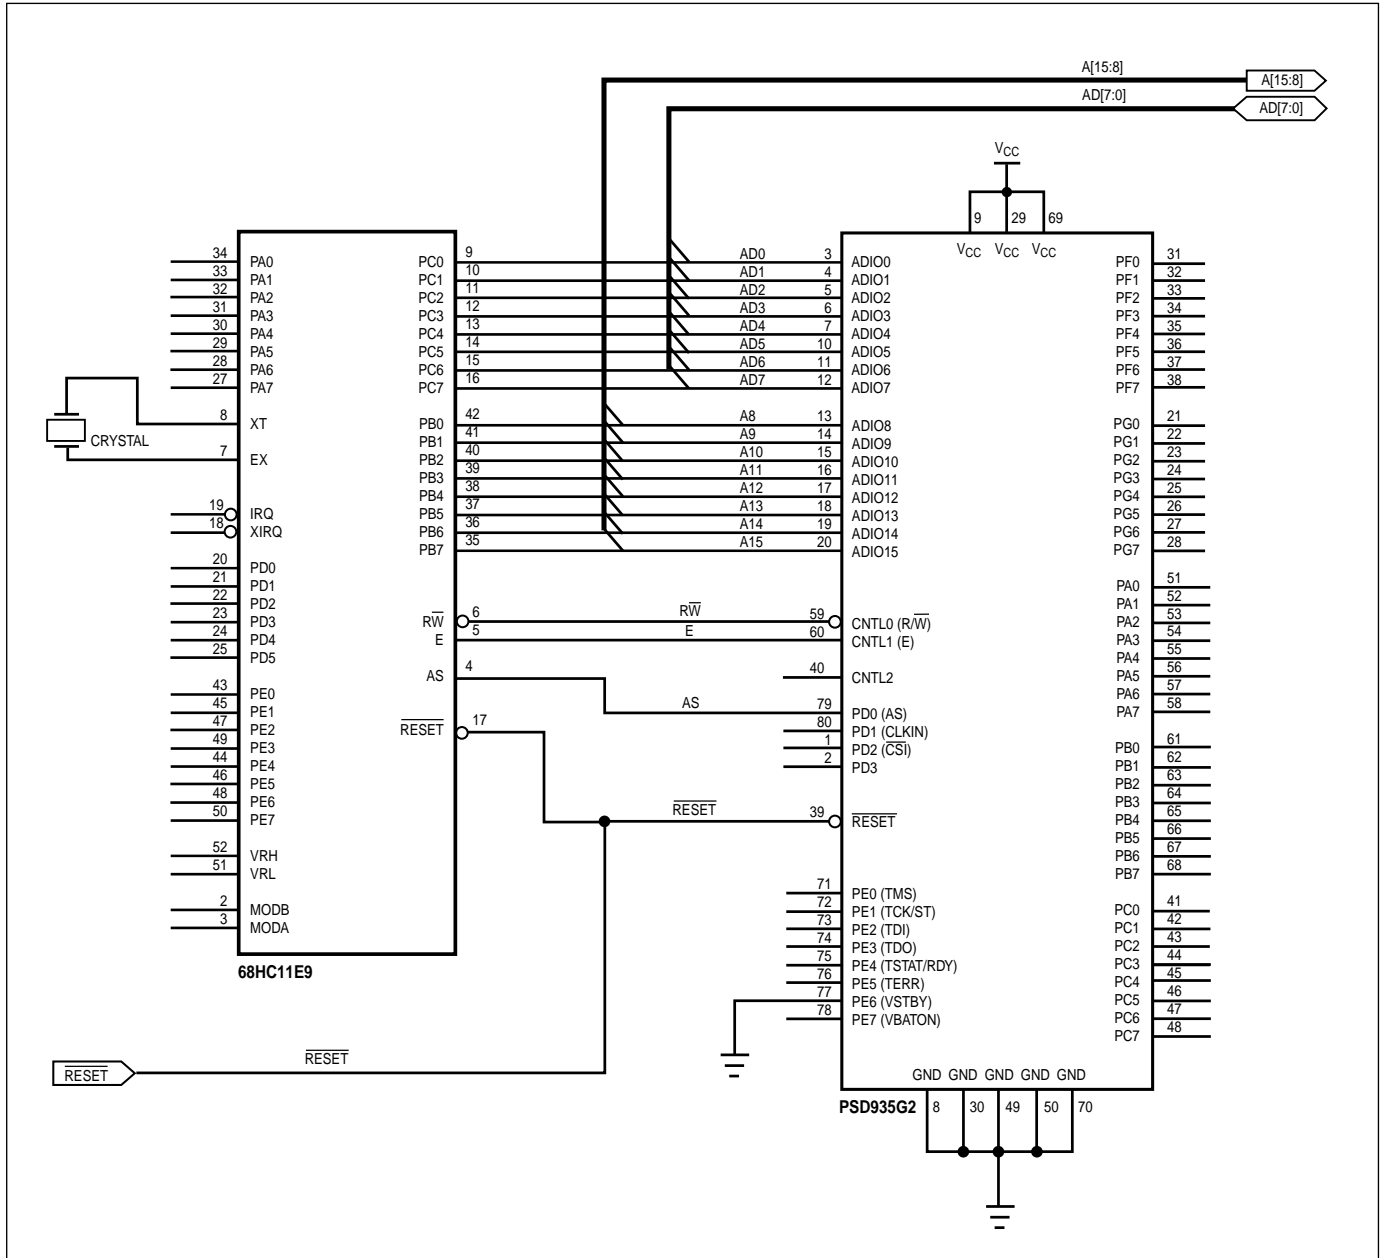 A[15:8]
A[15:8]
AD[7:0]
AD[7:0]
VCC
9 29 69
VCC VCC VCC
34 PA0
33 PA1
32 PA2
31 PA3
30 PA4
29 PA5
28 PA6
27 PA7
8 XT
CRYSTAL
7 EX
19 IRQ
18 XIRQ
20 PD0
21 PD1
22 PD2
23 PD3
24 PD4
25 PD5
43 PE0
45 PE1
47 PE2
49 PE3
44 PE4
46 PE5
48 PE6
50 PE7
52 VRH
51 VRL
2 MODB
3 MODA
68HC11E9
PC0 9 AD0 3 ADIO0
PC1 10 AD1 4 ADIO1
PC2 11 AD2 5 ADIO2
PC3 12 AD3 6 ADIO3
PC4 13 AD4 7 ADIO4
PC5 14 AD5 10 ADIO5
PC6 15 AD6 11 ADIO6
PC7 16 AD7 12 ADIO7
PB0 42 A8 13 ADIO8
PB1 41 A9 14 ADIO9
PB2 40 A10 15 ADIO10
PB3 39 A11 16 ADIO11
PB4 38 A12 17 ADIO12
PB5 37 A13 18 ADIO13
PB6 36 A14 19 ADIO14
PB7 35 A15 20 ADIO15
RW̅ 6 RW̅ 59 CNTL0 (R/W̅)
E 5 E 60 CNTL1 (E)
40 CNTL2
AS 4 AS 79 PD0 (AS)
80 PD1 (CLKIN)
1 PD2 (C̅S̅I̅)
2 PD3
R̅E̅S̅E̅T̅ 17
R̅E̅S̅E̅T̅ 39 R̅E̅S̅E̅T̅
71 PE0 (TMS)
72 PE1 (TCK/ST)
73 PE2 (TDI)
74 PE3 (TDO)
75 PE4 (TSTAT/RDY)
76 PE5 (TERR)
77 PE6 (VSTBY)
78 PE7 (VBATON)
PF0 31
PF1 32
PF2 33
PF3 34
PF4 35
PF5 36
PF6 37
PF7 38
PG0 21
PG1 22
PG2 23
PG3 24
PG4 25
PG5 26
PG6 27
PG7 28
PA0 51
PA1 52
PA2 53
PA3 54
PA4 55
PA5 56
PA6 57
PA7 58
PB0 61
PB1 62
PB2 63
PB3 64
PB4 65
PB5 66
PB6 67
PB7 68
PC0 41
PC1 42
PC2 43
PC3 44
PC4 45
PC5 46
PC6 47
PC7 48
R̅E̅S̅E̅T̅ R̅E̅S̅E̅T̅
GND GND GND GND GND
PSD935G2 8 30 49 50 70